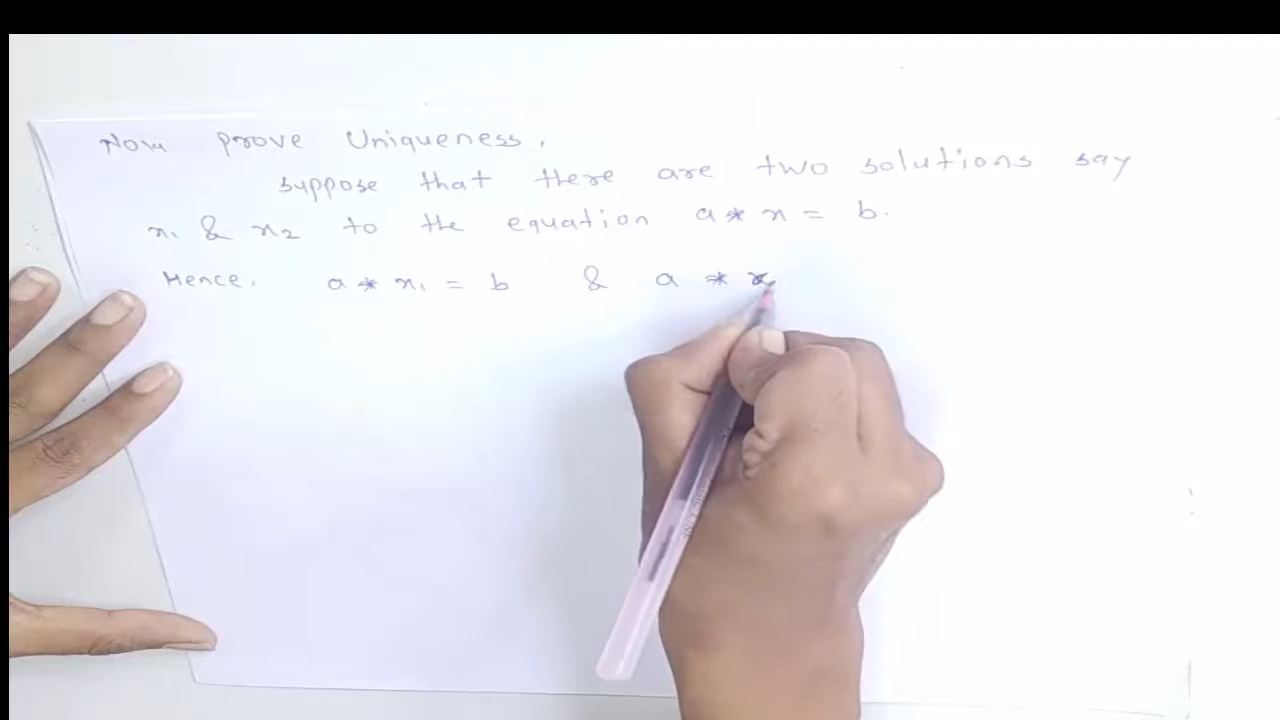 Now prove Uniqueness.
suppose that there are two solutions say
x₁ & x₂ to the equation a * x = b.
Hence. a * x₁ = b & a * x